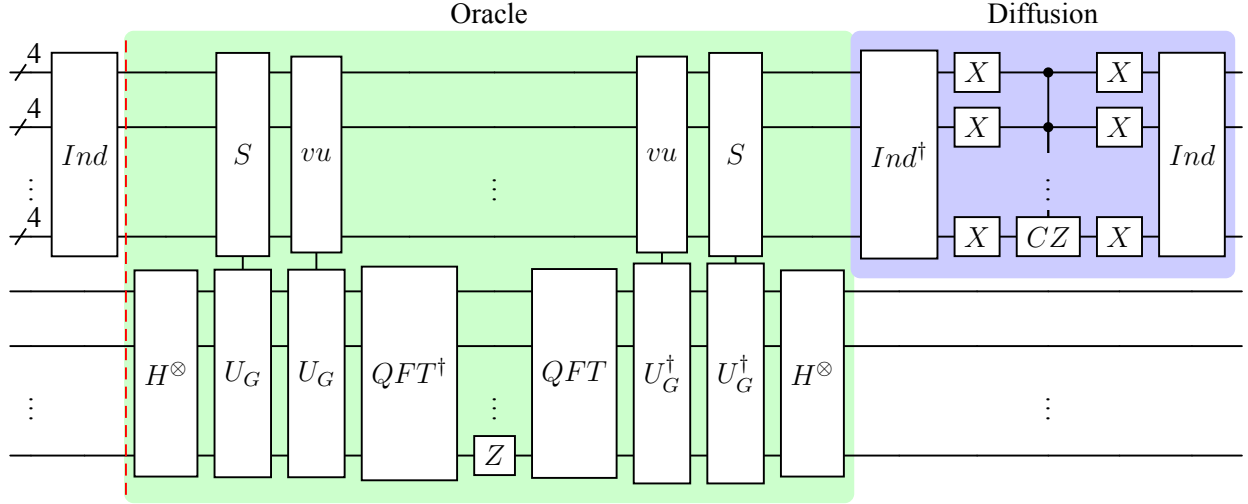 Oracle Diffusion
4 4 4
Ind S vu ⋮ vu S Ind† X X X CZ X X X Ind
H⊗ U_G U_G QFT† Z QFT U_G† U_G† H⊗